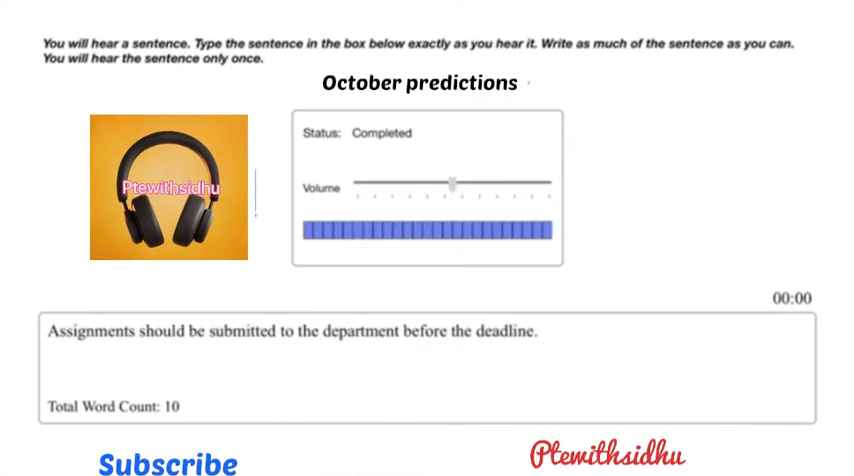 You will hear a sentence. Type the sentence in the box below exactly as you hear it. Write as much of the sentence as you can.
You will hear the sentence only once.
October predictions
Ptewithsidhu
Status: Completed
Volume
00:00
Assignments should be submitted to the department before the deadline.
Total Word Count: 10
Subscribe
Ptewithsidhu